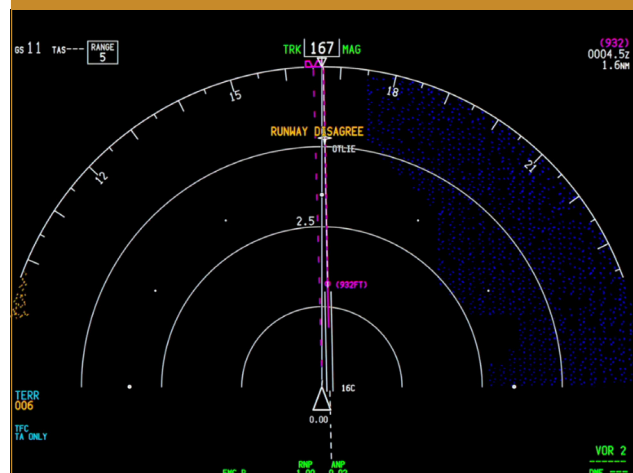 GS 11 TAS--- RANGE 5
TRK 167 MAG
(932)
0004.5z
1.6NM
15
18
RUNWAY DISAGREE
OTLIE
12
21
2.5
(932FT)
16C
0.00
TERR
006
TFC
TA ONLY
RNP ANP
VOR 2
------